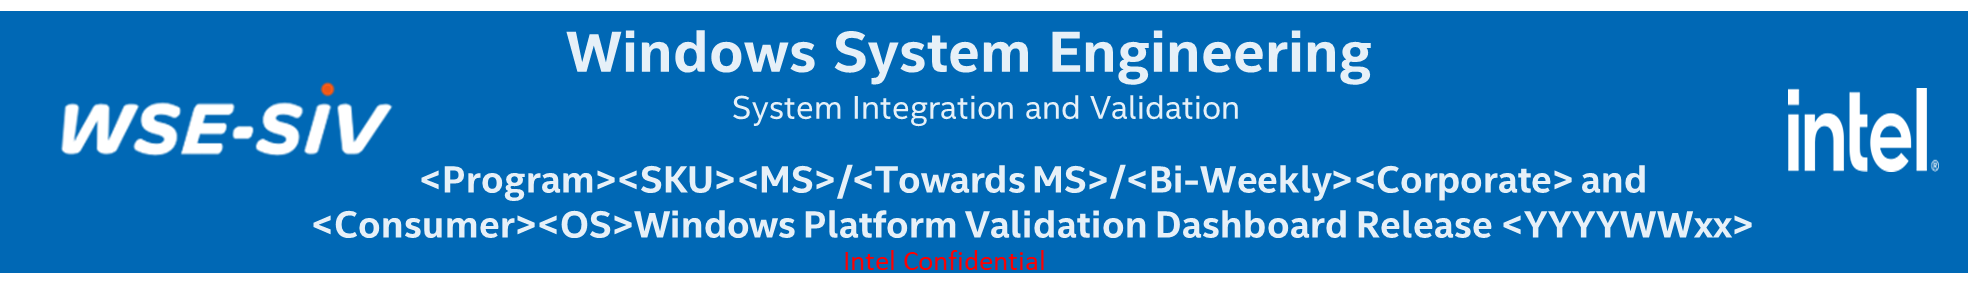 Windows System Engineering
System Integration and Validation
WSE-SiV
intel®
<Program><SKU><MS>/<Towards MS>/<Bi-Weekly><Corporate> and
<Consumer><OS>Windows Platform Validation Dashboard Release <YYYYWWxx>
Intel Confidential